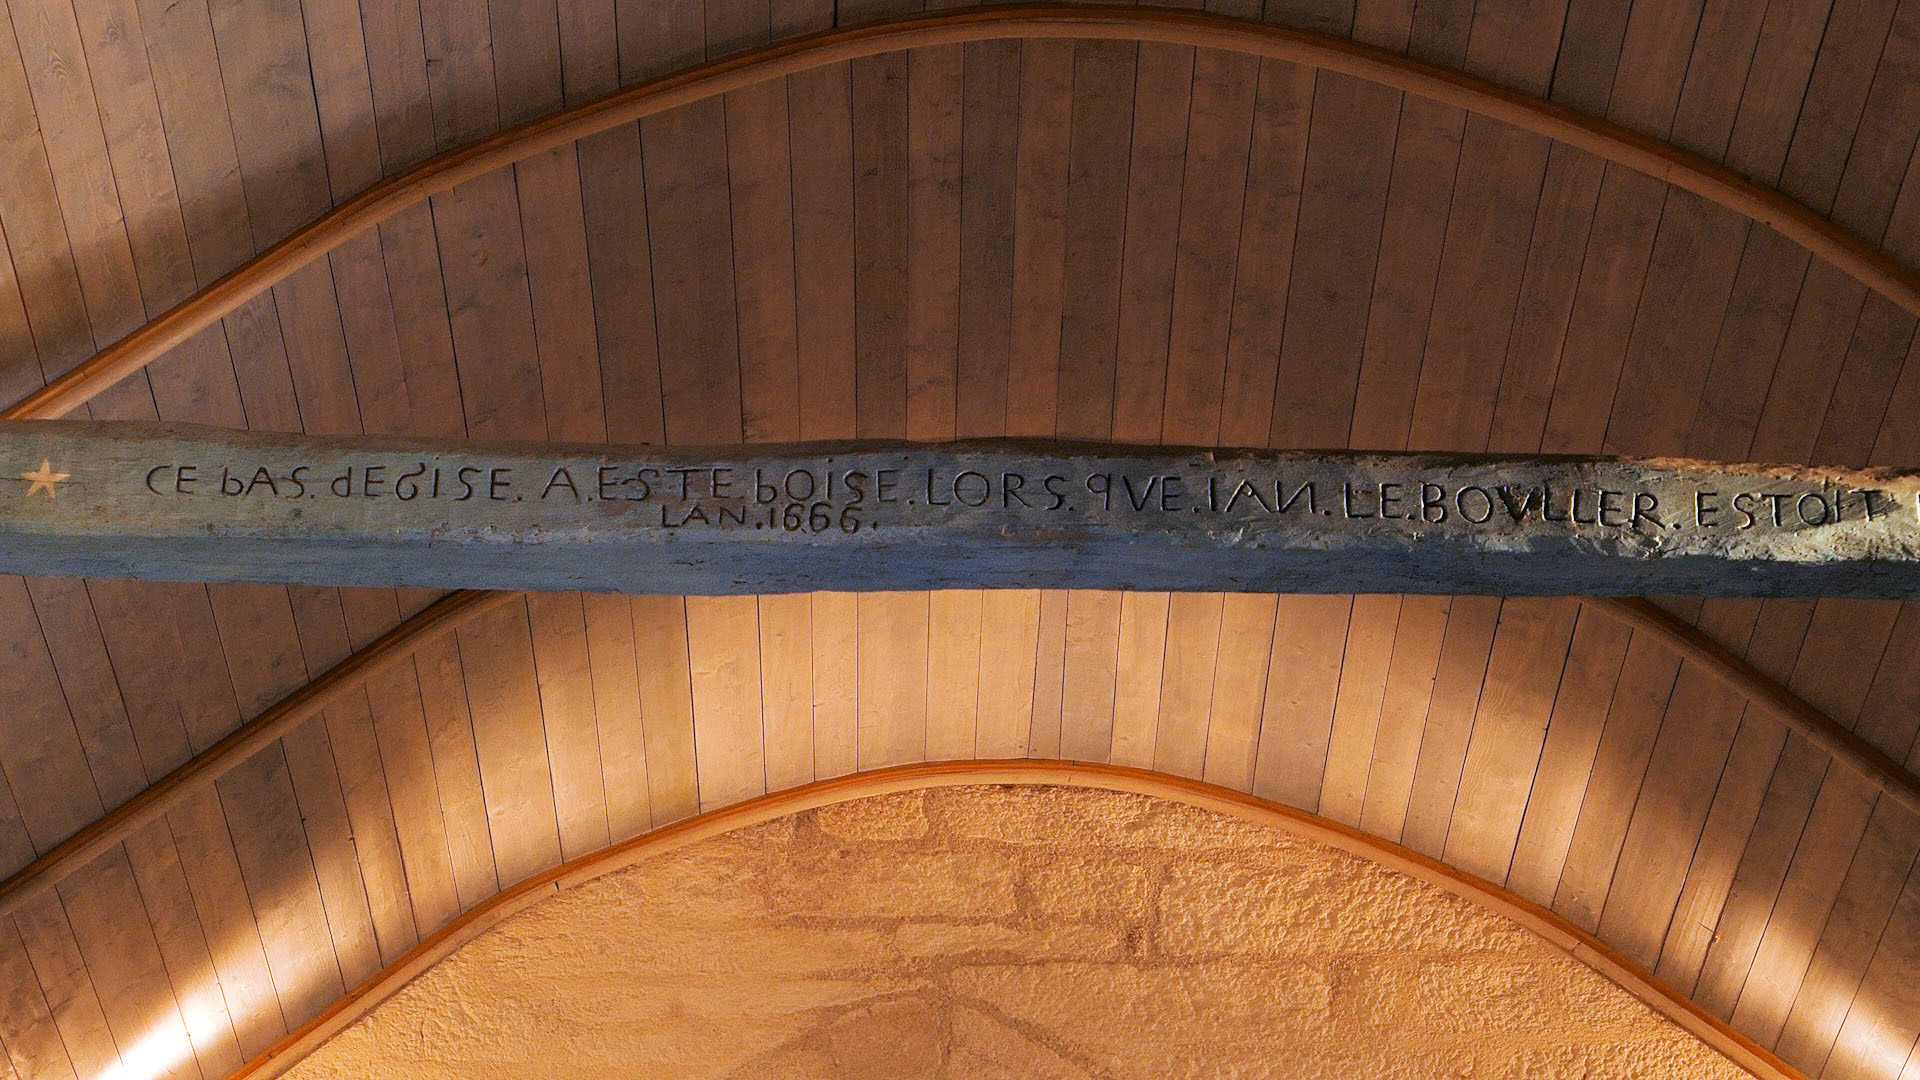 CE bAS. dEGISE. A. ESTE. bOISE. LORS. qVE. IAN. LE. BOVLLER. ESTOIT
LAN. 1666.